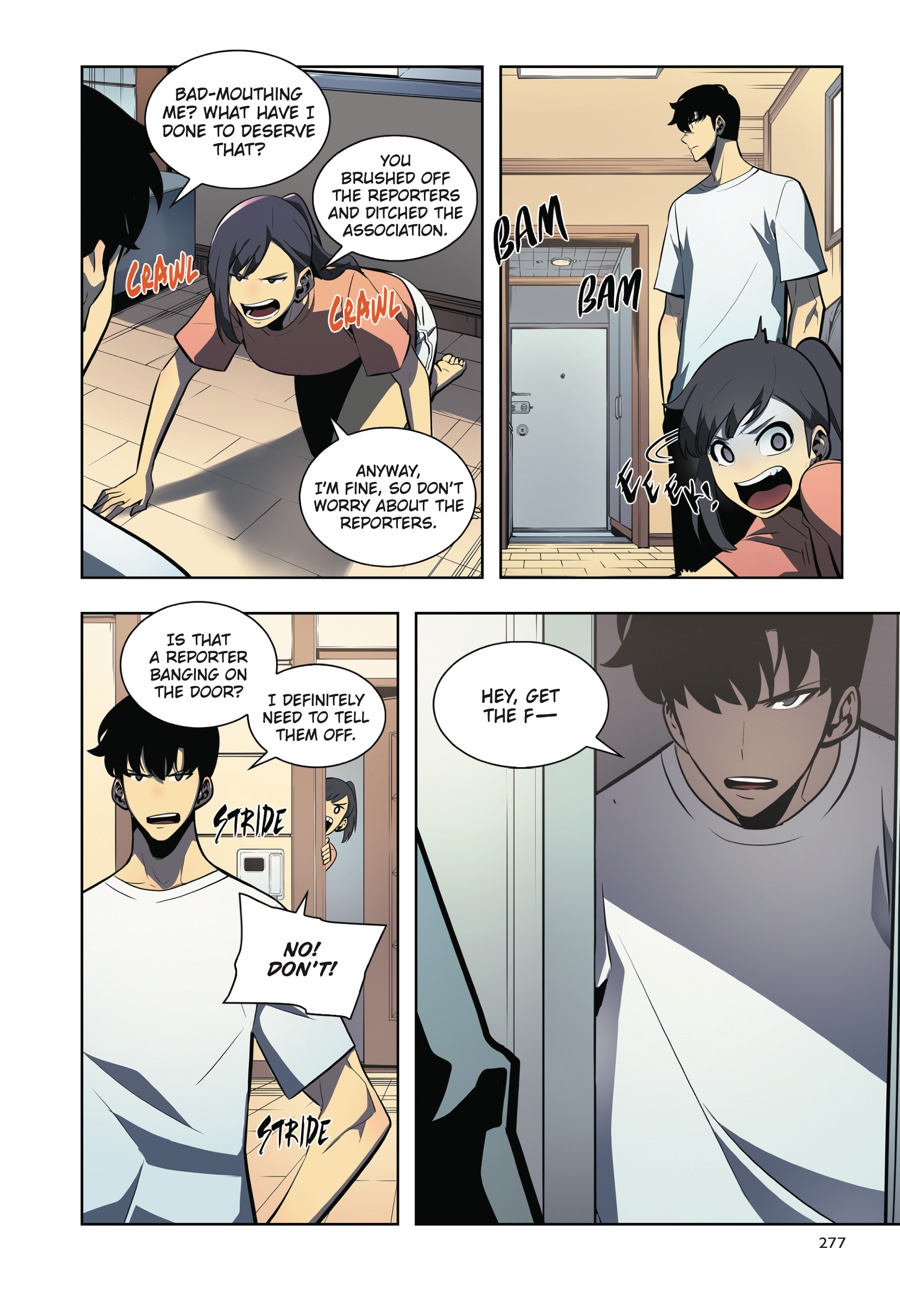 BAD-MOUTHING
ME? WHAT HAVE I
DONE TO DESERVE
THAT?
YOU
BRUSHED OFF
THE REPORTERS
AND DITCHED THE
ASSOCIATION.
CRAWL
CRAWL
ANYWAY,
I'M FINE, SO DON'T
WORRY ABOUT THE
REPORTERS.
BAM
BAM
EEEK!
IS THAT
A REPORTER
BANGING ON
THE DOOR?
I DEFINITELY
NEED TO TELL
THEM OFF.
STRIDE
NO!
DON'T!
STRIDE
HEY, GET
THE F—
277